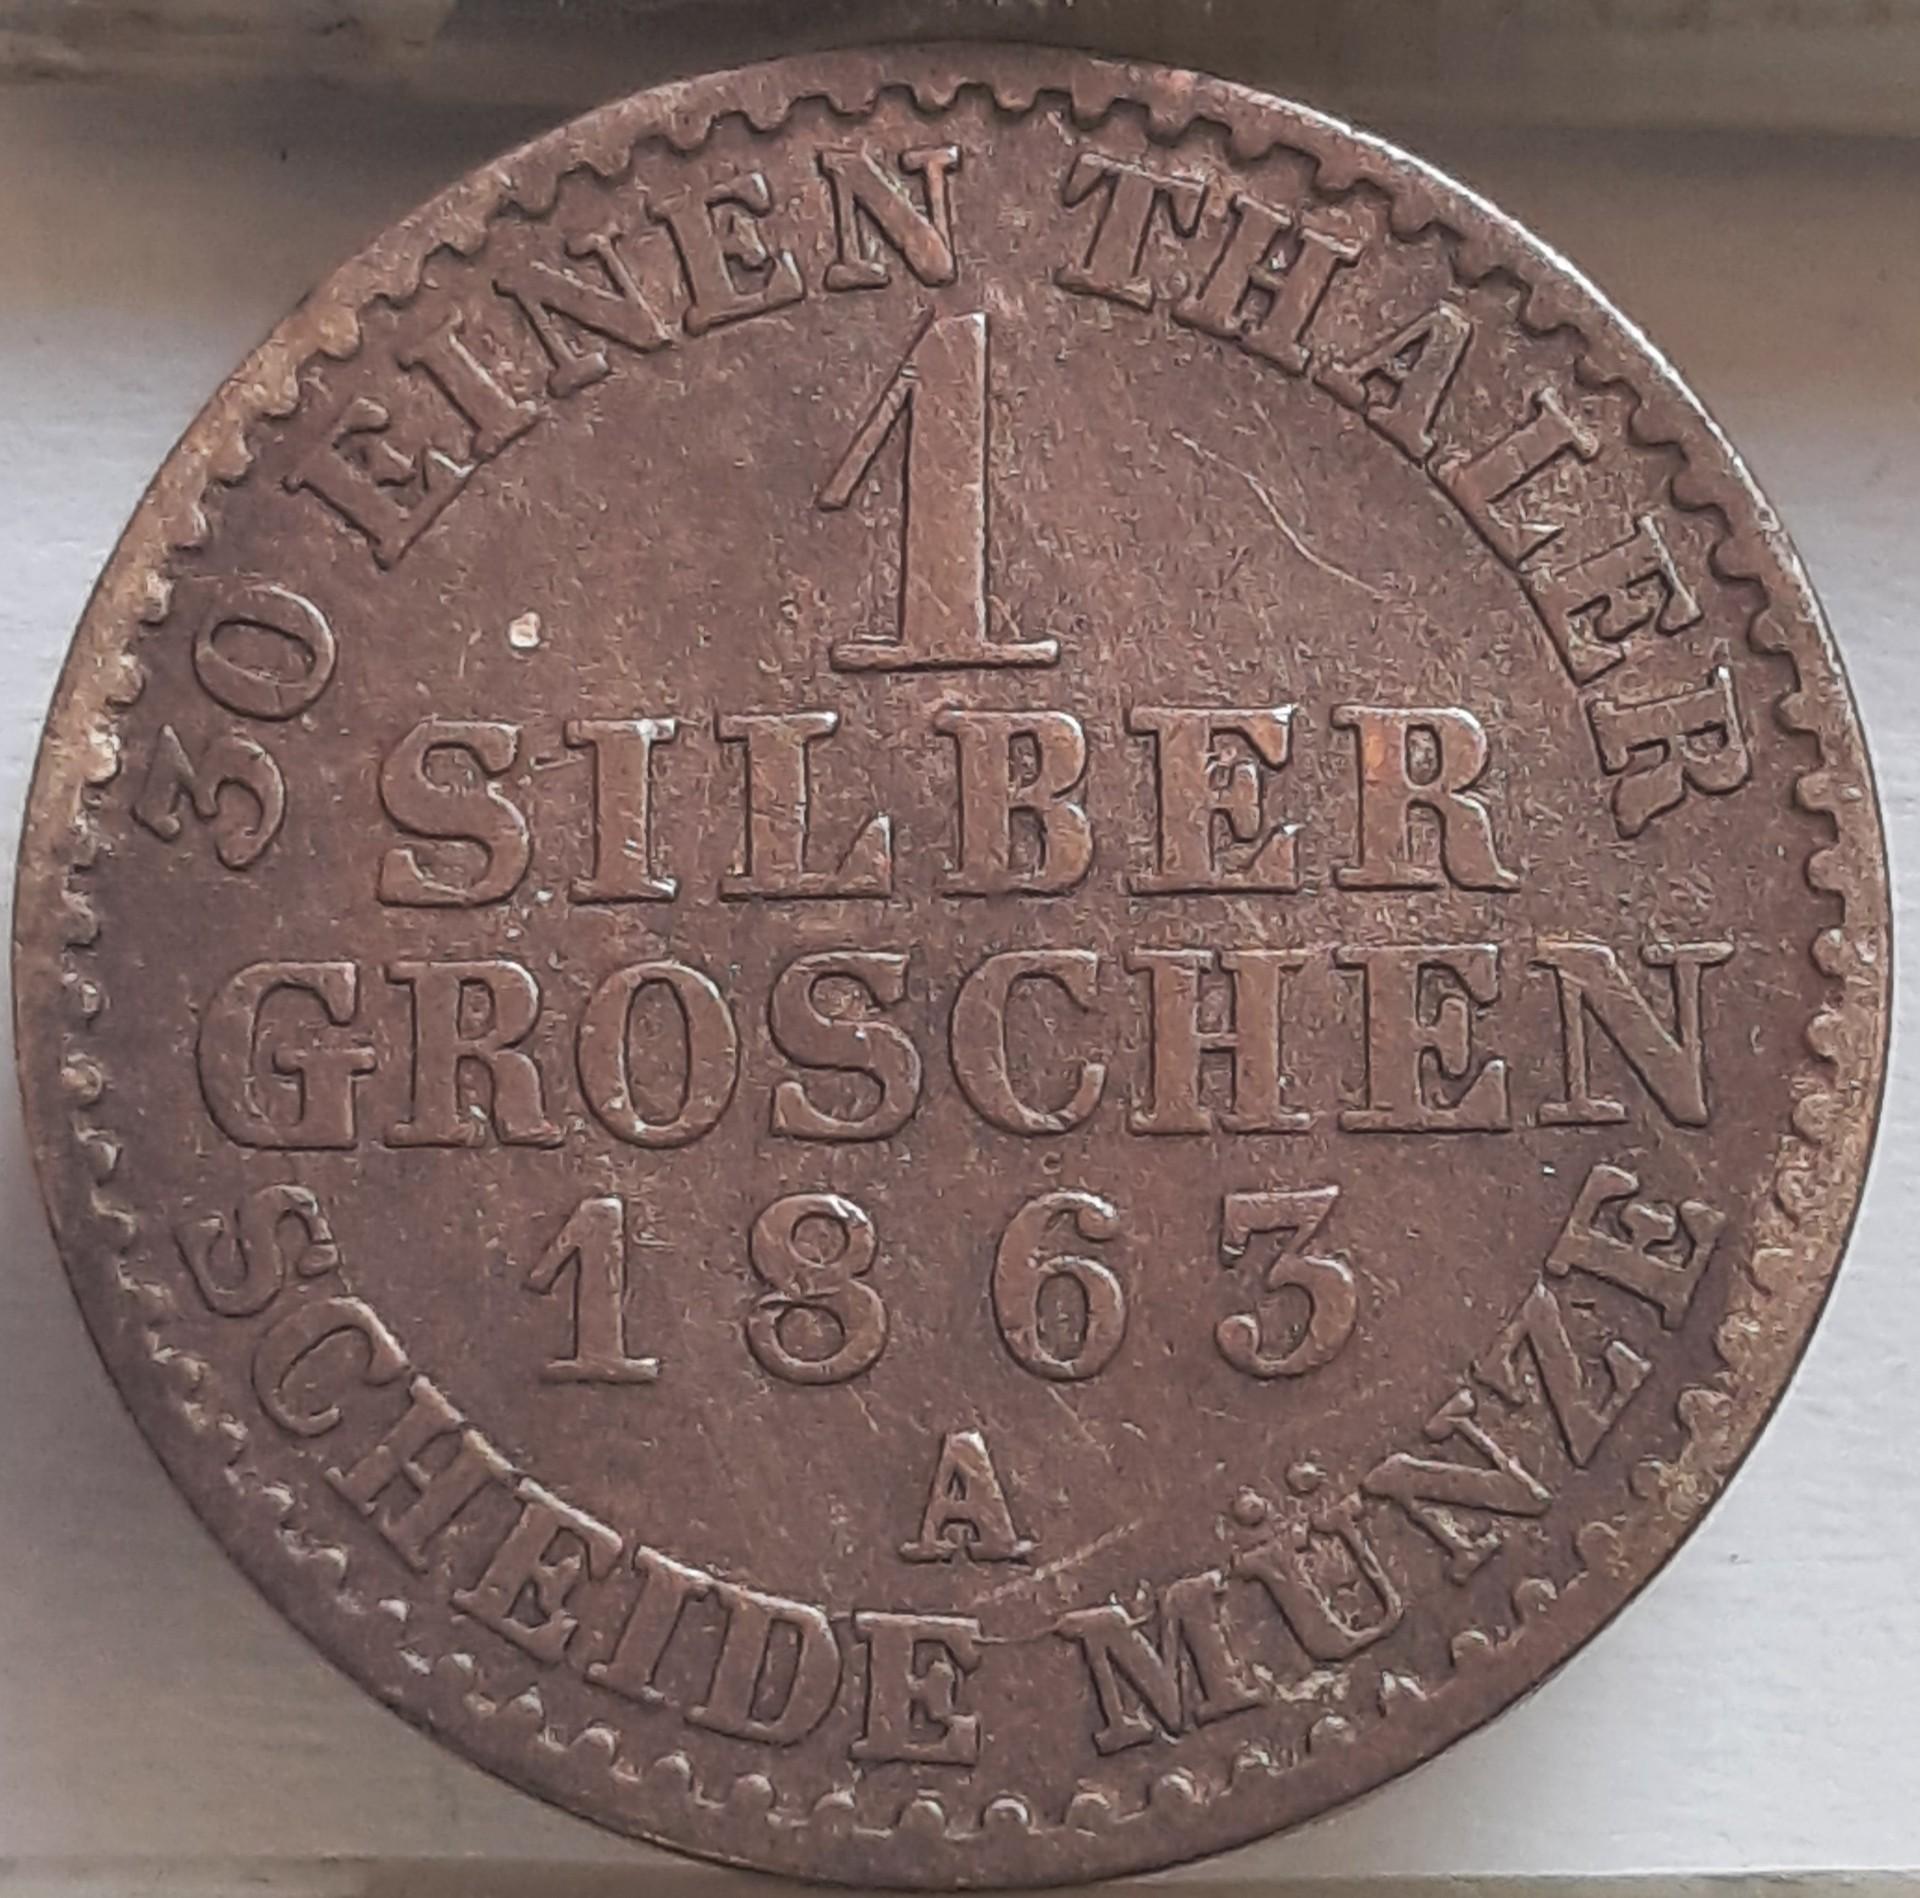 30 EINEN THALER
1
SILBER
GROSCHEN
1863
A
SCHEIDE MÜNZE